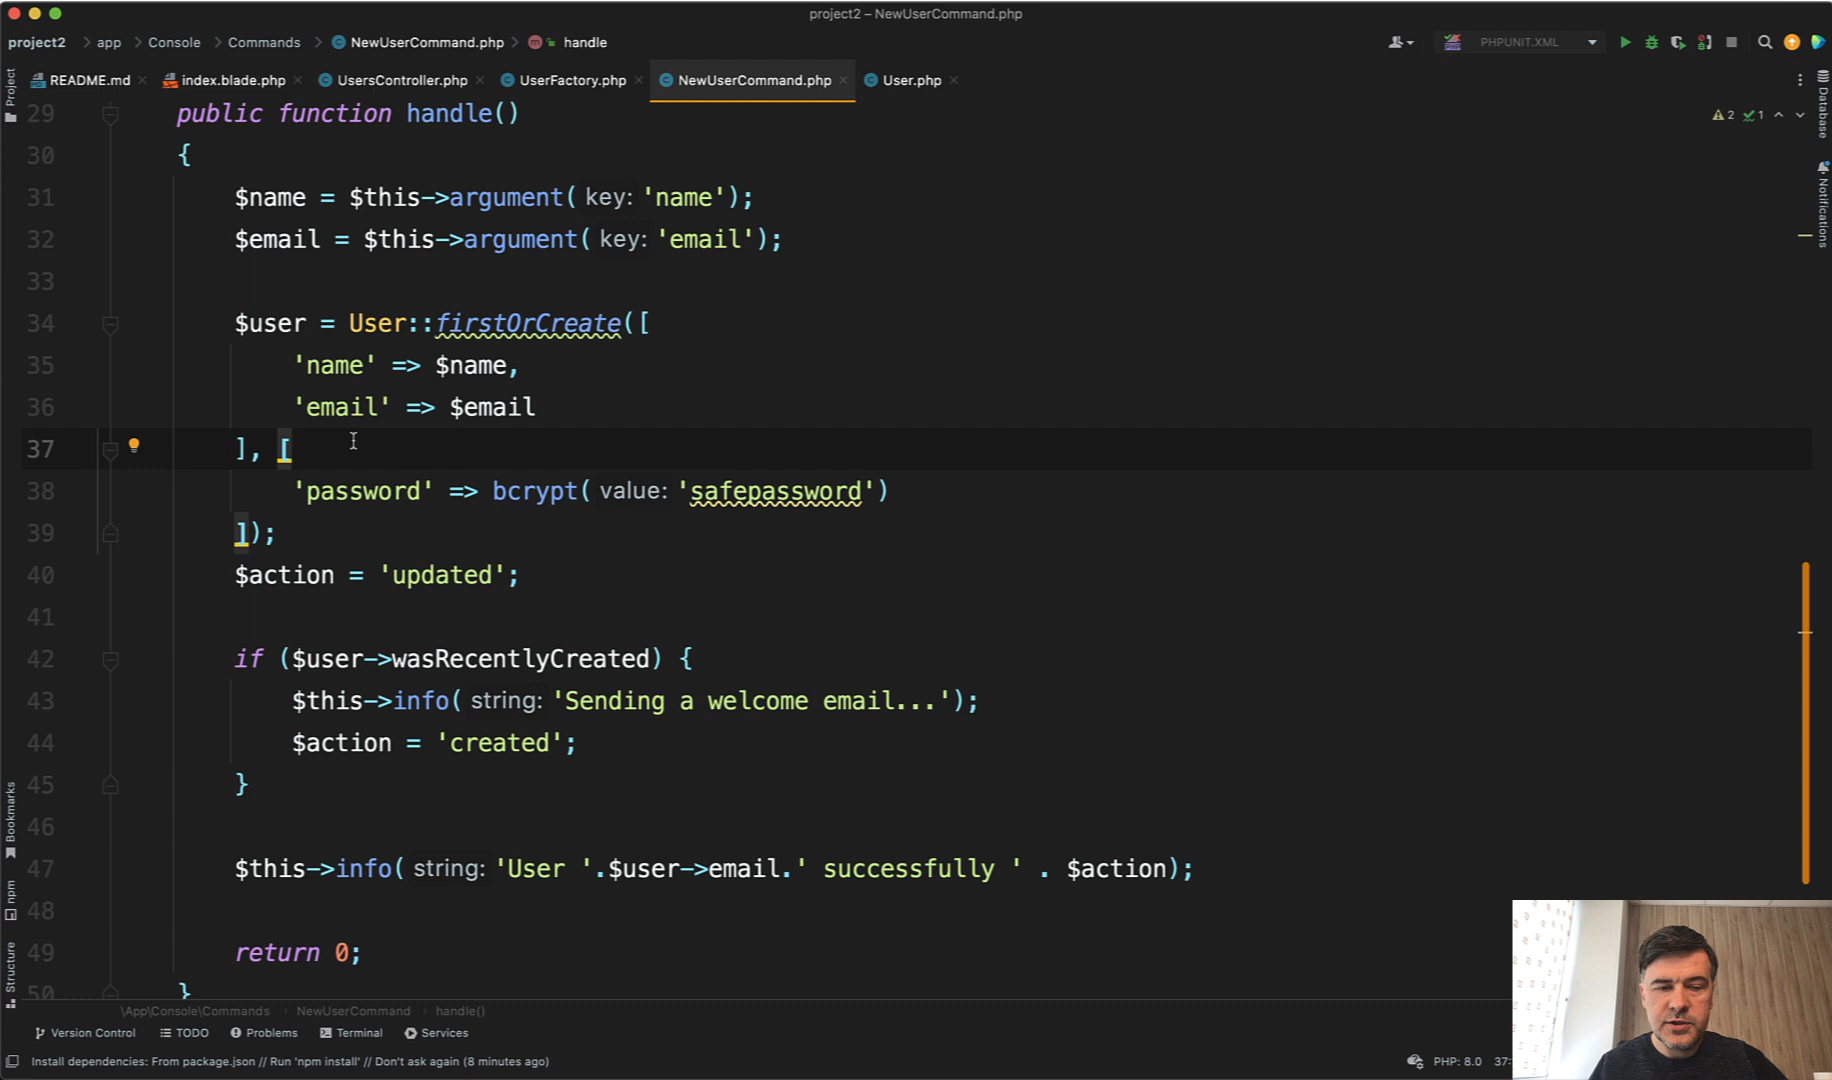 project2 – NewUserCommand.php
project2 app Console Commands NewUserCommand.php m handle
PHPUNIT.XML
README.md index.blade.php UsersController.php UserFactory.php NewUserCommand.php User.php
Project
Database
Notifications
2 1
29 public function handle()
30 {
31 $name = $this->argument( key: 'name');
32 $email = $this->argument( key: 'email');
33
34 $user = User::firstOrCreate([
35 'name' => $name,
36 'email' => $email
37 ], [
38 'password' => bcrypt( value: 'safepassword')
39 ]);
40 $action = 'updated';
41
42 if ($user->wasRecentlyCreated) {
43 $this->info( string: 'Sending a welcome email...');
44 $action = 'created';
45 }
46
47 $this->info( string: 'User '.$user->email.' successfully ' . $action);
48
49 return 0;
50 }
Bookmarks
npm
Structure
\App\Console\Commands NewUserCommand handle()
Version Control TODO Problems Terminal Services
Install dependencies: From package.json // Run 'npm install' // Don't ask again (8 minutes ago)
PHP: 8.0 37: